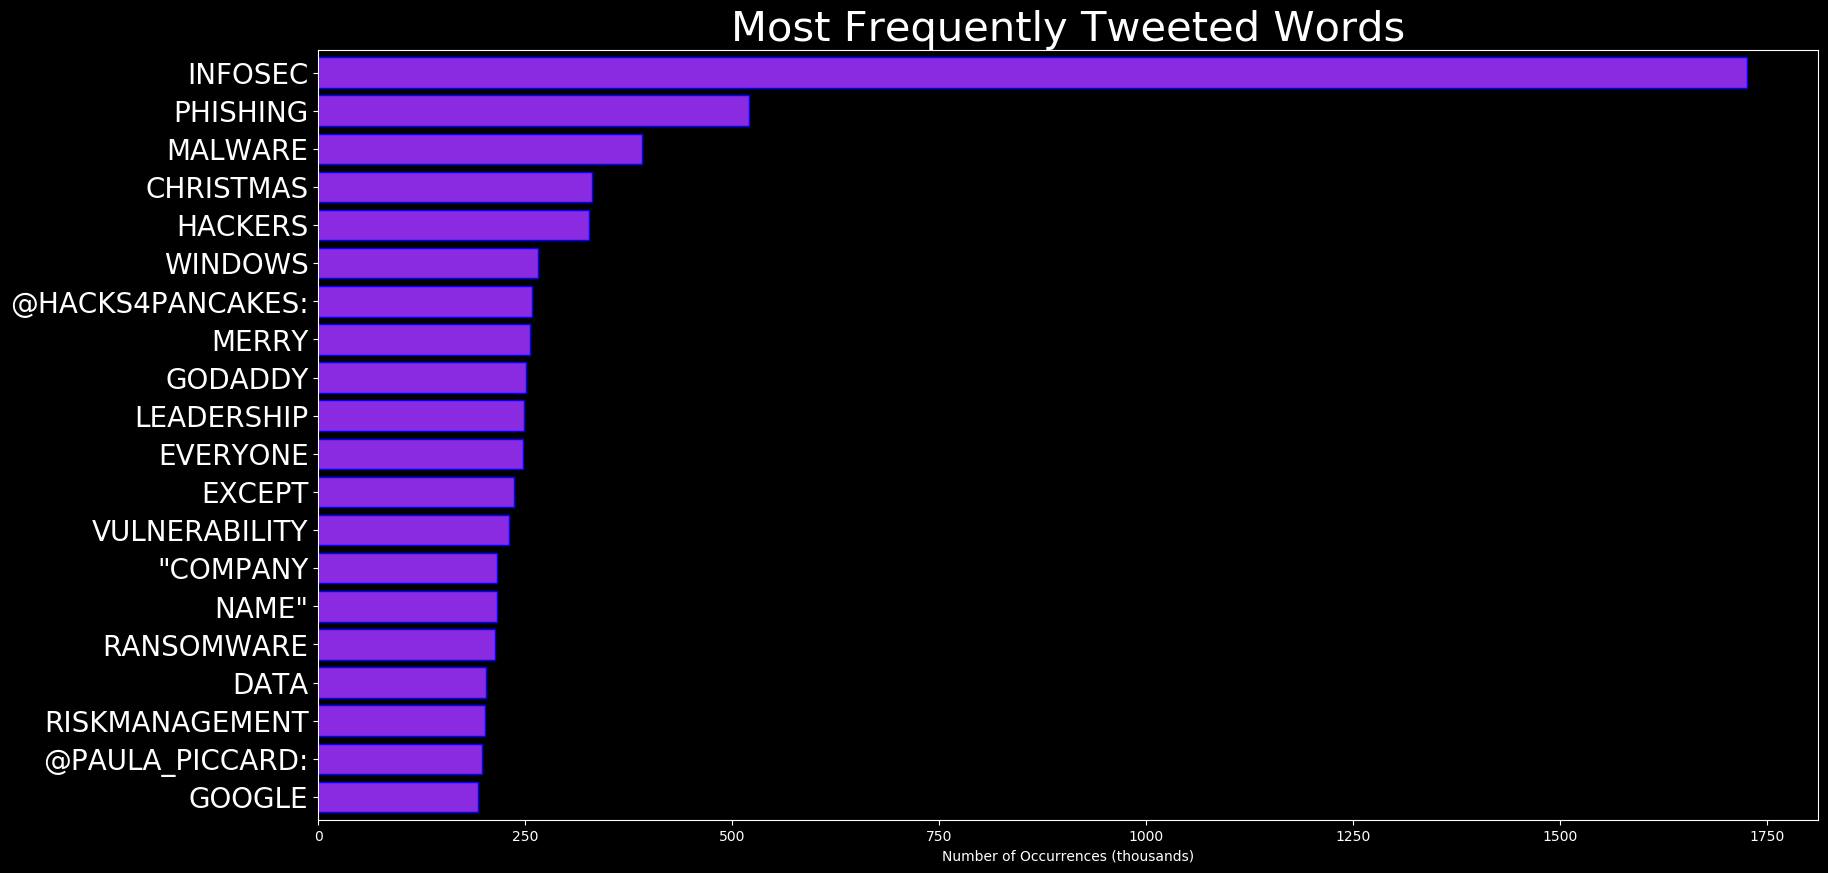 Most Frequently Tweeted Words
INFOSEC
PHISHING
MALWARE
CHRISTMAS
HACKERS
WINDOWS
@HACKS4PANCAKES:
MERRY
GODADDY
LEADERSHIP
EVERYONE
EXCEPT
VULNERABILITY
"COMPANY
NAME"
RANSOMWARE
DATA
RISKMANAGEMENT
@PAULA_PICCARD:
GOOGLE
0 250 500 750 1000 1250 1500 1750
Number of Occurrences (thousands)